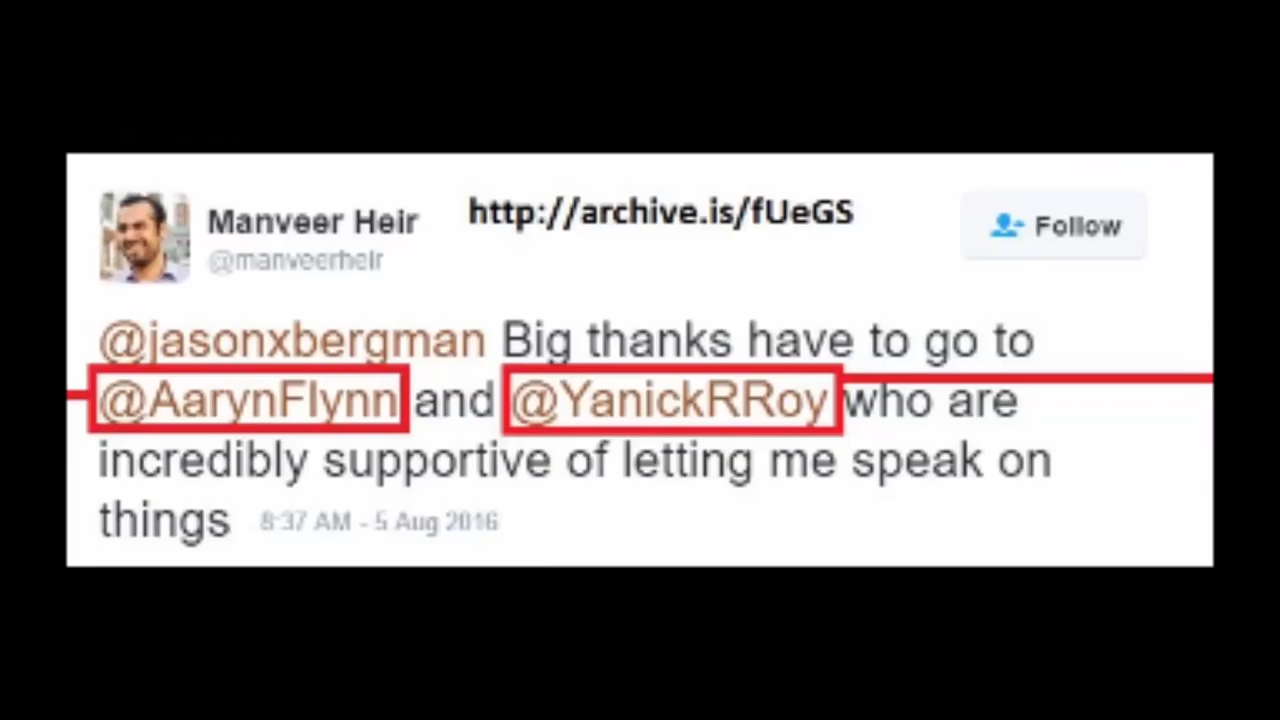 Manveer Heir
http://archive.is/fUeGS
Follow
@manveerheir
@jasonxbergman Big thanks have to go to
@AarynFlynn and @YanickRRoy who are
incredibly supportive of letting me speak on
things 8:37 AM - 5 Aug 2016